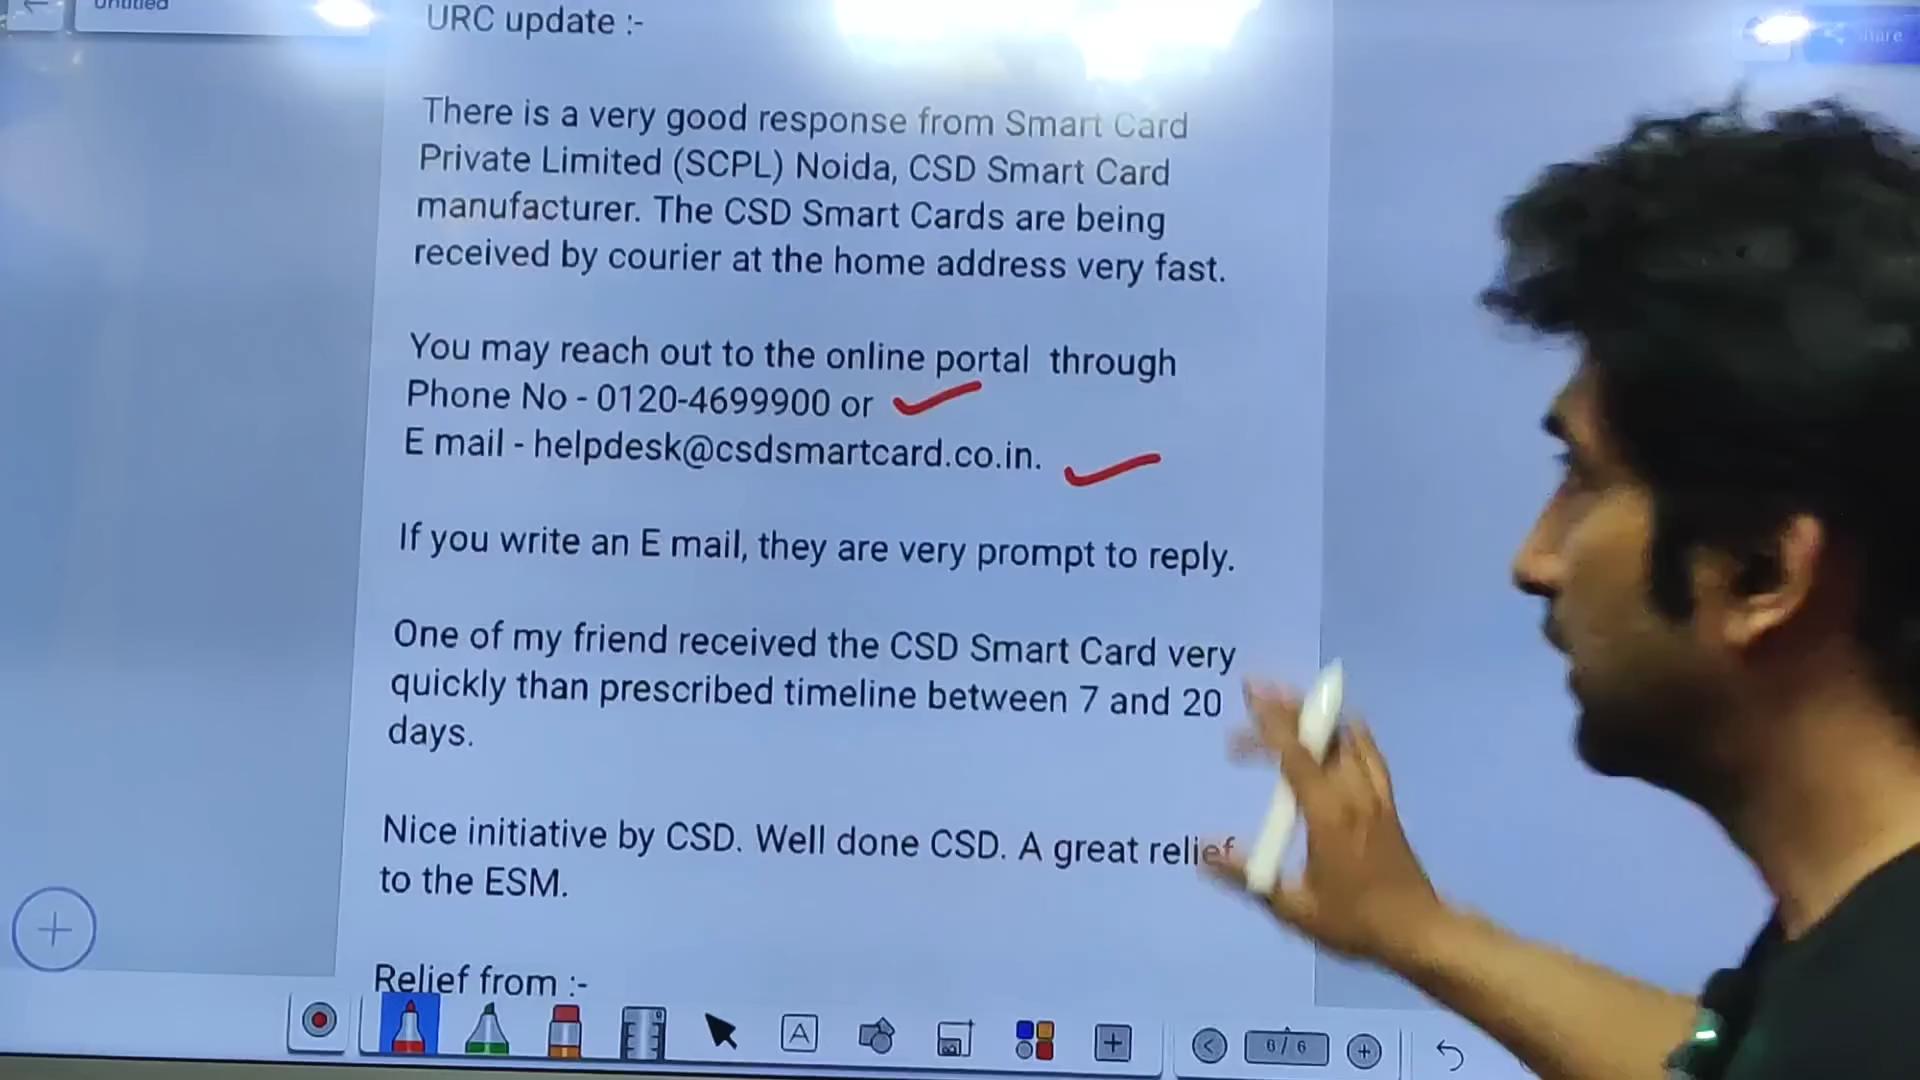 Untitled
Share
URC update :-
There is a very good response from Smart Card
Private Limited (SCPL) Noida, CSD Smart Card
manufacturer. The CSD Smart Cards are being
received by courier at the home address very fast.
You may reach out to the online portal through
Phone No - 0120-4699900 or
E mail - helpdesk@csdsmartcard.co.in.
If you write an E mail, they are very prompt to reply.
One of my friend received the CSD Smart Card very
quickly than prescribed timeline between 7 and 20
days.
Nice initiative by CSD. Well done CSD. A great relief
to the ESM.
Relief from :-
A
6 / 6